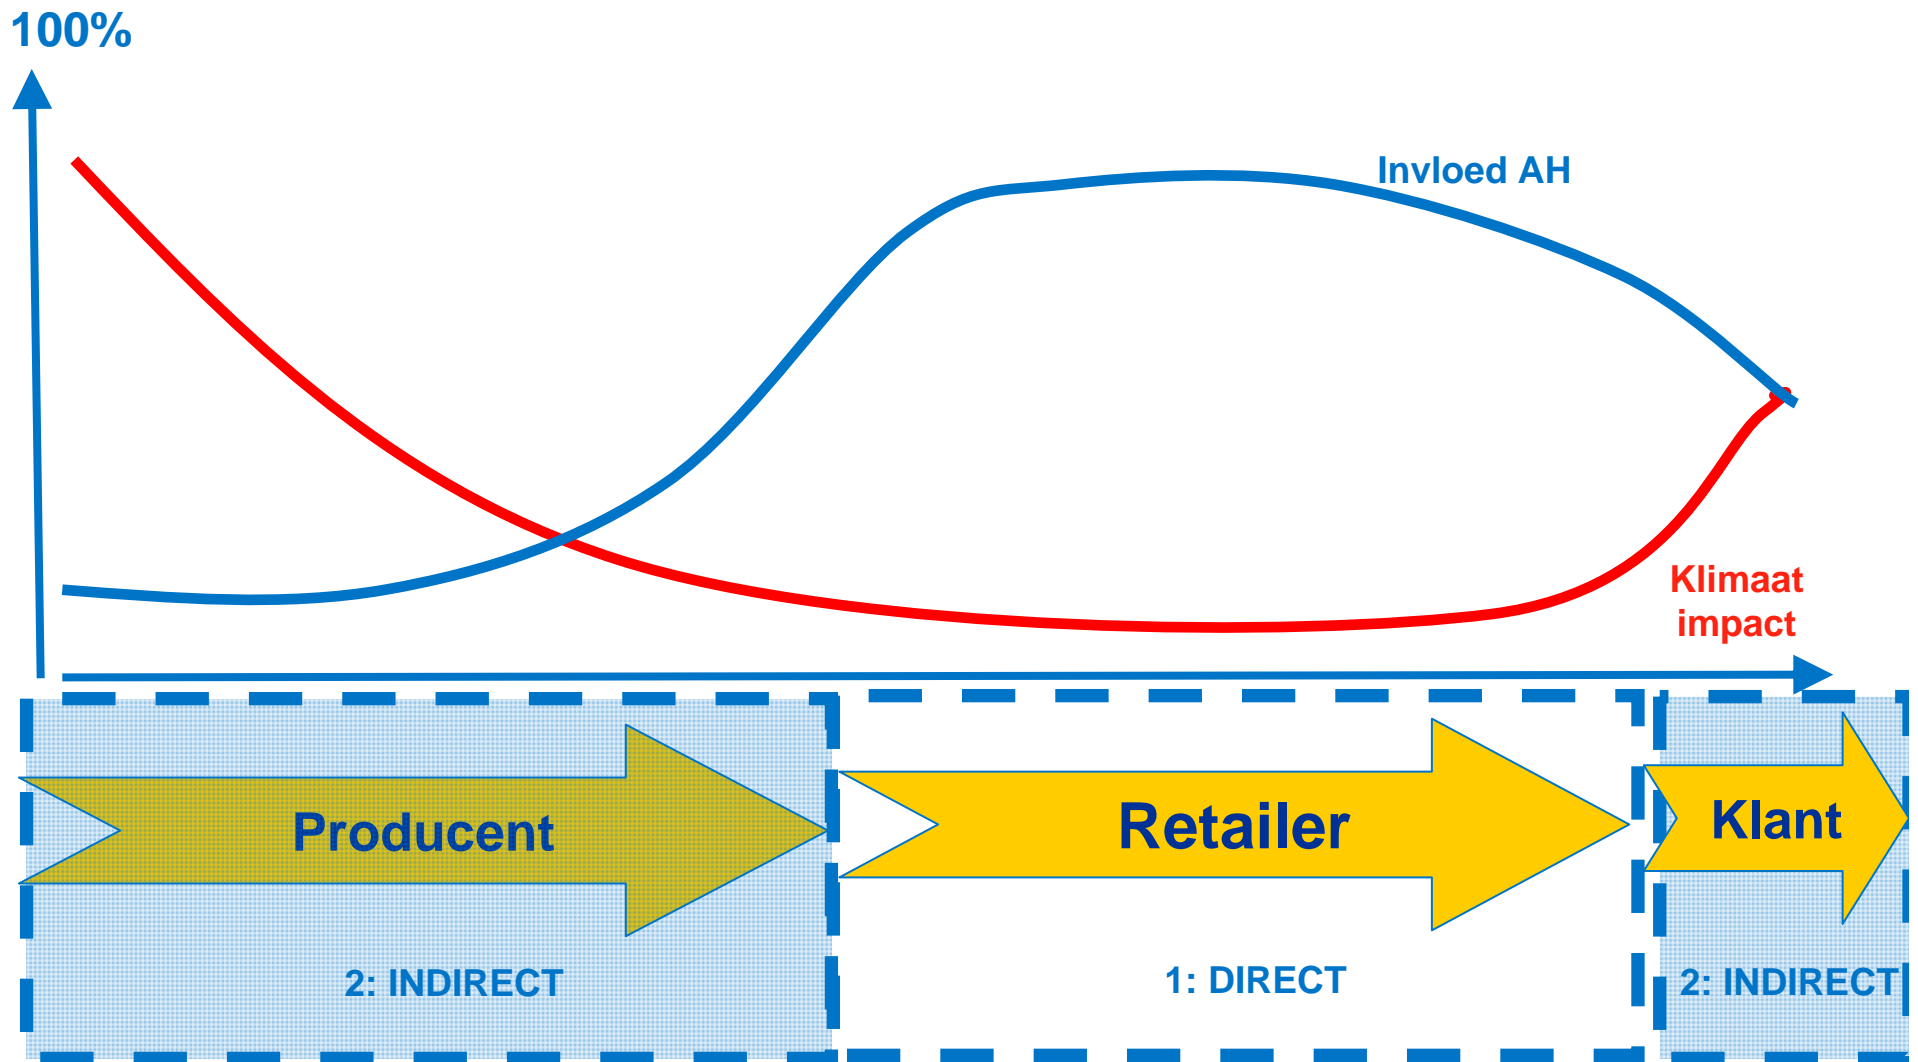 100%
Invloed AH
Klimaat
impact
Producent
Retailer
Klant
2: INDIRECT
1: DIRECT
2: INDIRECT